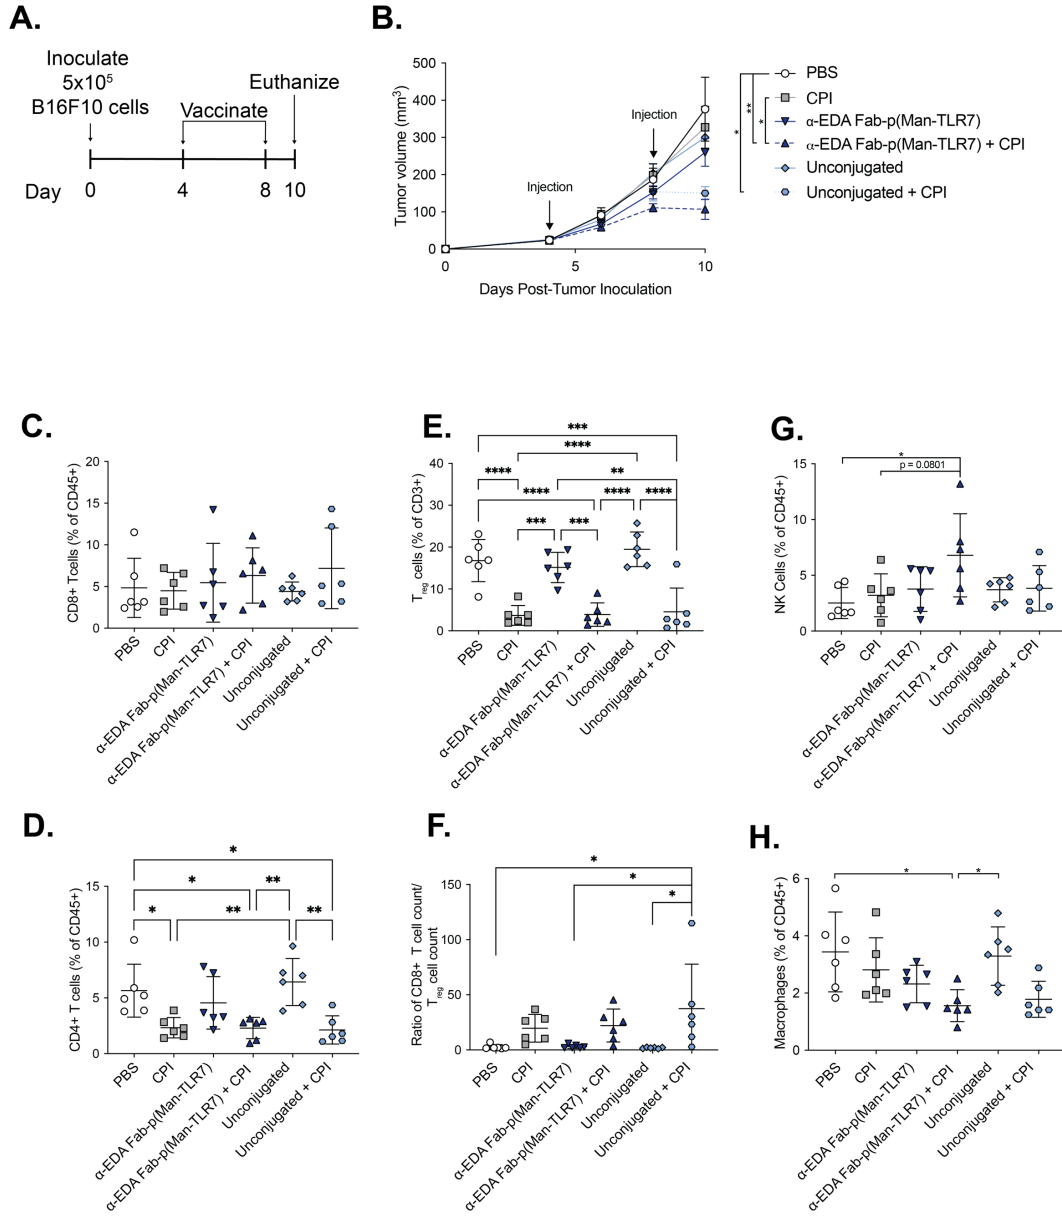 A.
Inoculate
5x10⁵
B16F10 cells
Vaccinate
Euthanize
Day
0
4
8
10
B.
Tumor volume (mm³)
500
400
300
200
100
0
Injection
Injection
0
5
10
Days Post-Tumor Inoculation
*
**
*
PBS
CPI
α-EDA Fab-p(Man-TLR7)
α-EDA Fab-p(Man-TLR7) + CPI
Unconjugated
Unconjugated + CPI
C.
CD8+ Tcells (% of CD45+)
20
15
10
5
0
PBS
CPI
α-EDA Fab-p(Man-TLR7)
α-EDA Fab-p(Man-TLR7) + CPI
Unconjugated
Unconjugated + CPI
E.
T reg cells (% of CD3+)
40
30
20
10
0
***
****
****
**
****
****
****
***
***
PBS
CPI
α-EDA Fab-p(Man-TLR7)
α-EDA Fab-p(Man-TLR7) + CPI
Unconjugated
Unconjugated + CPI
G.
NK Cells (% of CD45+)
15
10
5
0
*
p = 0.0801
PBS
CPI
α-EDA Fab-p(Man-TLR7)
α-EDA Fab-p(Man-TLR7) + CPI
Unconjugated
Unconjugated + CPI
D.
CD4+ T cells (% of CD45+)
15
10
5
0
*
*
**
*
**
**
PBS
CPI
α-EDA Fab-p(Man-TLR7)
α-EDA Fab-p(Man-TLR7) + CPI
Unconjugated
Unconjugated + CPI
F.
Ratio of CD8+ T cell count/
T reg cell count
150
100
50
0
*
*
*
PBS
CPI
α-EDA Fab-p(Man-TLR7)
α-EDA Fab-p(Man-TLR7) + CPI
Unconjugated
Unconjugated + CPI
H.
Macrophages (% of CD45+)
6
4
2
0
*
*
PBS
CPI
α-EDA Fab-p(Man-TLR7)
α-EDA Fab-p(Man-TLR7) + CPI
Unconjugated
Unconjugated + CPI